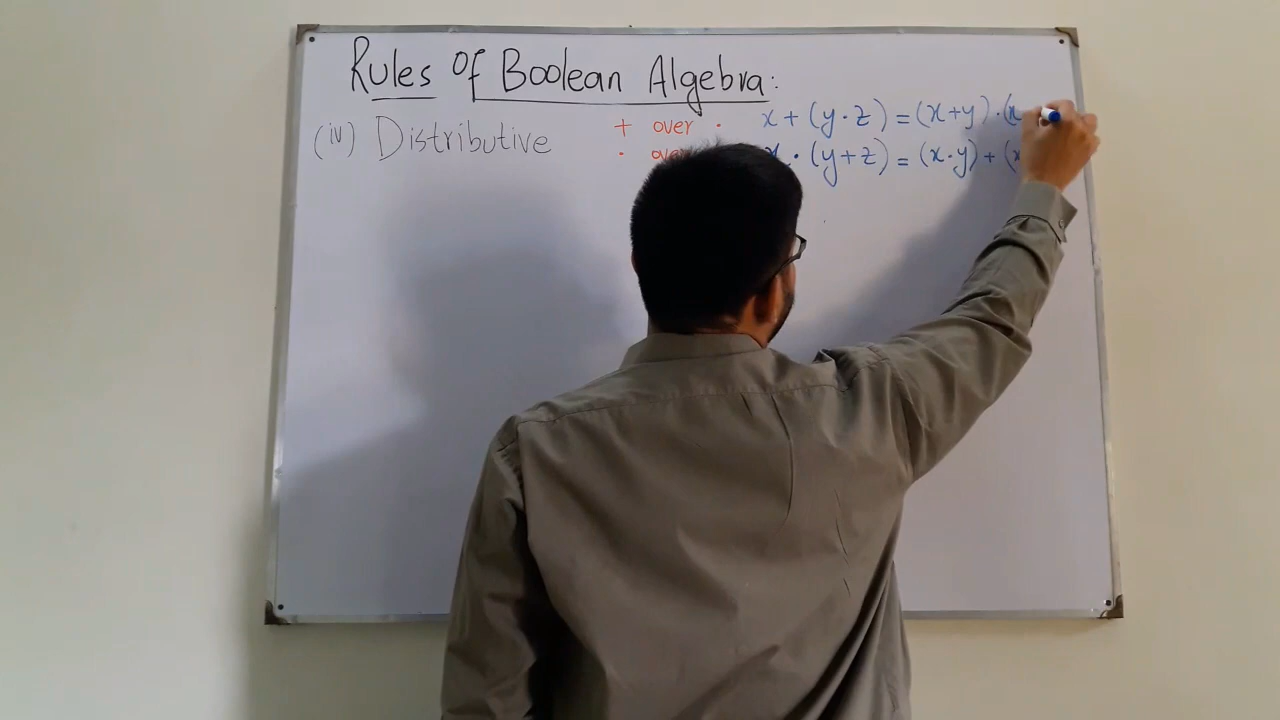 Rules Of Boolean Algebra:
(iv) Distributive + over · x + (y · z) = (x+y) · (x
· · (y+z) = (x·y) + (